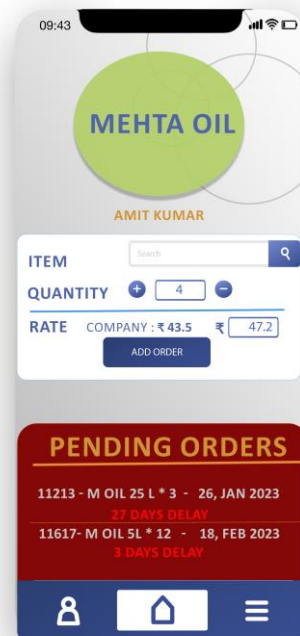 09:43
MEHTA OIL
AMIT KUMAR
ITEM Search
QUANTITY + 4 −
RATE COMPANY : ₹ 43.5 ₹ 47.2
ADD ORDER
PENDING ORDERS
11213 - M OIL 25 L * 3 - 26, JAN 2023
27 DAYS DELAY
11617- M OIL 5L * 12 - 18, FEB 2023
3 DAYS DELAY